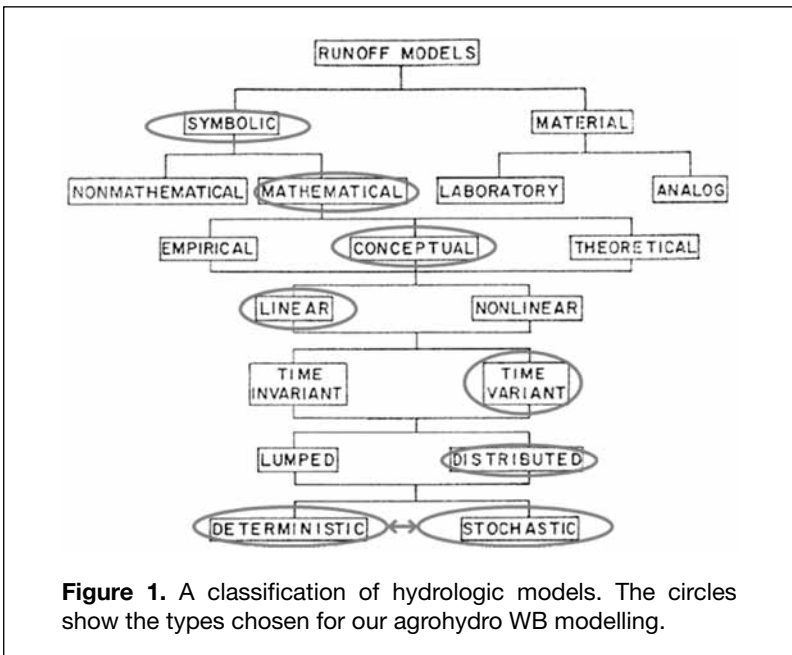 RUNOFF MODELS
SYMBOLIC MATERIAL
NONMATHEMATICAL MATHEMATICAL LABORATORY ANALOG
EMPIRICAL CONCEPTUAL THEORETICAL
LINEAR NONLINEAR
TIME INVARIANT TIME VARIANT
LUMPED DISTRIBUTED
DETERMINISTIC STOCHASTIC
Figure 1. A classification of hydrologic models. The circles
show the types chosen for our agrohydro WB modelling.